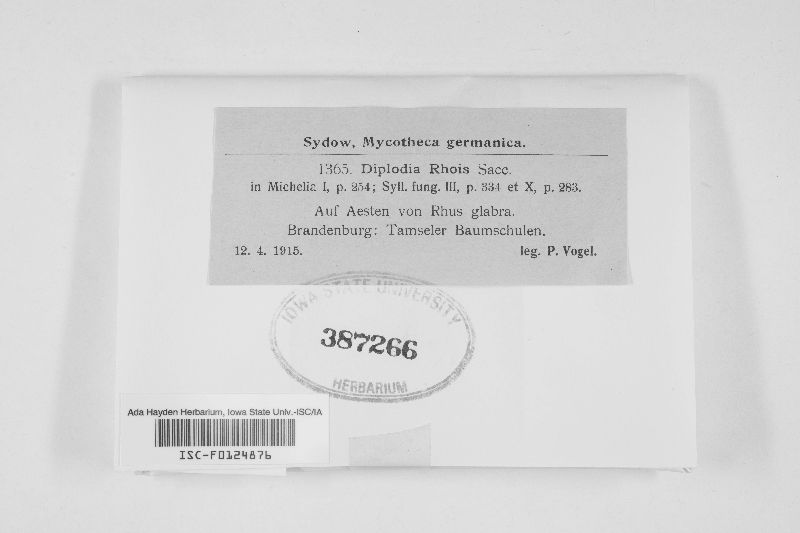 Sydow, Mycotheca germanica.
1365. Diplodia Rhois Sacc.
in Michelia I, p. 254; Syll. fung. III, p. 334 et X, p. 283.
Auf Aesten von Rhus glabra.
Brandenburg: Tamseler Baumschulen.
12. 4. 1915. leg. P. Vogel.
IOWA STATE UNIVERSITY
387266
HERBARIUM
Ada Hayden Herbarium, Iowa State Univ.-ISC/IA
ISC-F0124876